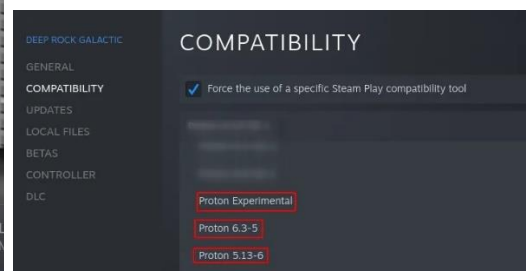 DEEP ROCK GALACTIC
COMPATIBILITY
GENERAL
COMPATIBILITY
Force the use of a specific Steam Play compatibility tool
UPDATES
LOCAL FILES
BETAS
CONTROLLER
DLC
Proton Experimental
Proton 6.3-5
Proton 5.13-6